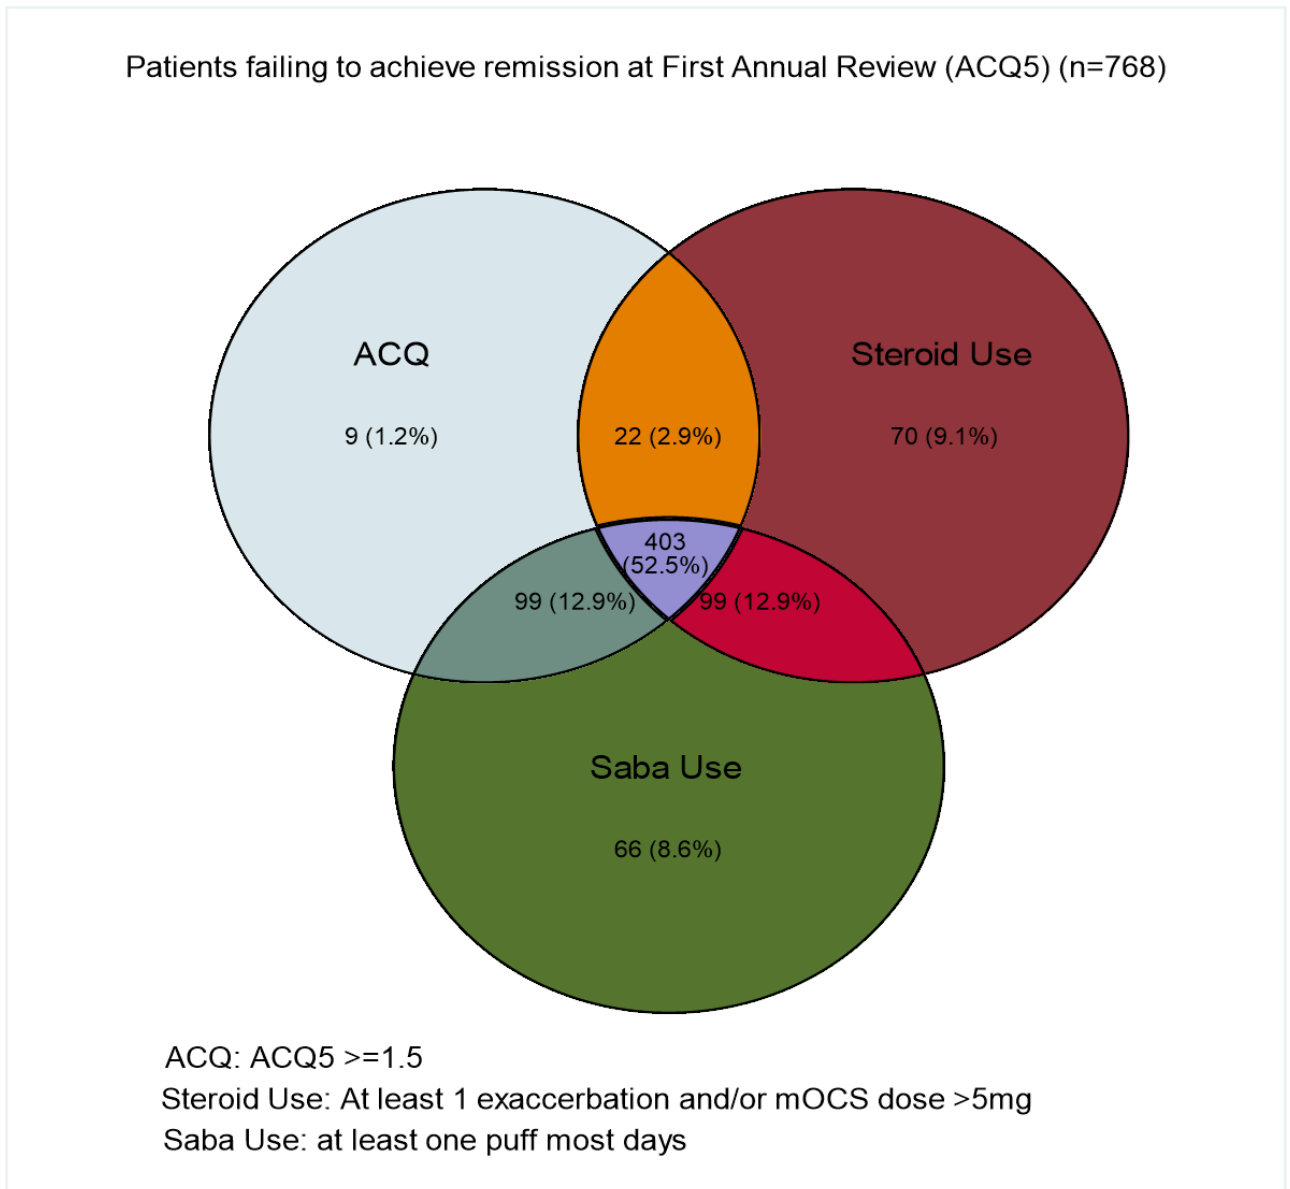 Patients failing to achieve remission at First Annual Review (ACQ5) (n=768)
ACQ
Steroid Use
9 (1.2%)
22 (2.9%)
70 (9.1%)
403
(52.5%)
99 (12.9%)
99 (12.9%)
Saba Use
66 (8.6%)
ACQ: ACQ5 >=1.5
Steroid Use: At least 1 exaccerbation and/or mOCS dose >5mg
Saba Use: at least one puff most days